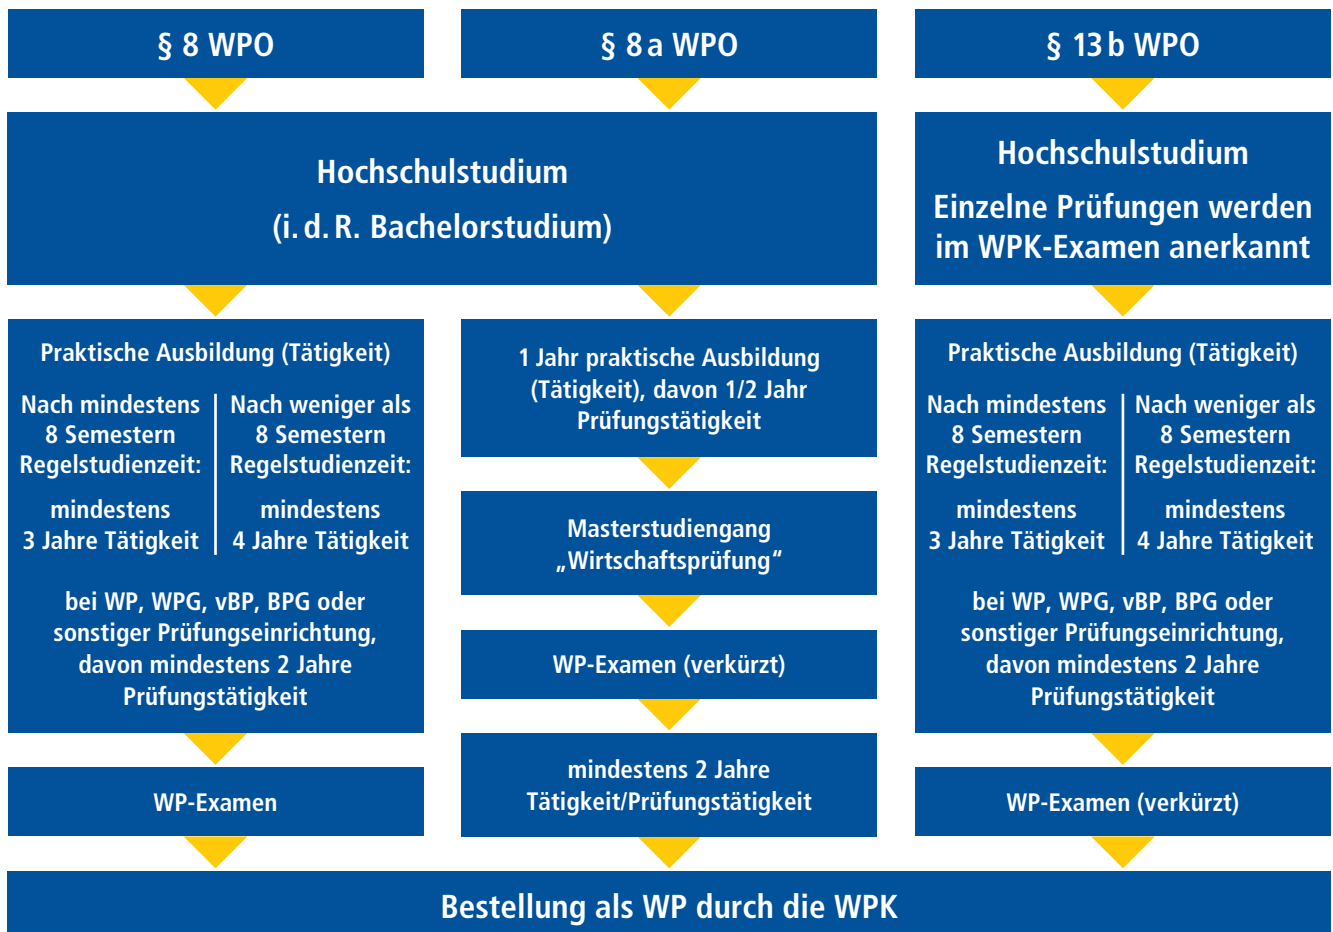 § 8 WPO
§ 8 a WPO
§ 13 b WPO
Hochschulstudium
(i. d. R. Bachelorstudium)
Hochschulstudium
Einzelne Prüfungen werden
im WPK-Examen anerkannt
Praktische Ausbildung (Tätigkeit)
Nach mindestens
8 Semestern
Regelstudienzeit:
mindestens
3 Jahre Tätigkeit
Nach weniger als
8 Semestern
Regelstudienzeit:
mindestens
4 Jahre Tätigkeit
bei WP, WPG, vBP, BPG oder
sonstiger Prüfungseinrichtung,
davon mindestens 2 Jahre
Prüfungstätigkeit
WP-Examen
1 Jahr praktische Ausbildung
(Tätigkeit), davon 1/2 Jahr
Prüfungstätigkeit
Masterstudiengang
„Wirtschaftsprüfung“
WP-Examen (verkürzt)
mindestens 2 Jahre
Tätigkeit/Prüfungstätigkeit
Praktische Ausbildung (Tätigkeit)
Nach mindestens
8 Semestern
Regelstudienzeit:
mindestens
3 Jahre Tätigkeit
Nach weniger als
8 Semestern
Regelstudienzeit:
mindestens
4 Jahre Tätigkeit
bei WP, WPG, vBP, BPG oder
sonstiger Prüfungseinrichtung,
davon mindestens 2 Jahre
Prüfungstätigkeit
WP-Examen (verkürzt)
Bestellung als WP durch die WPK